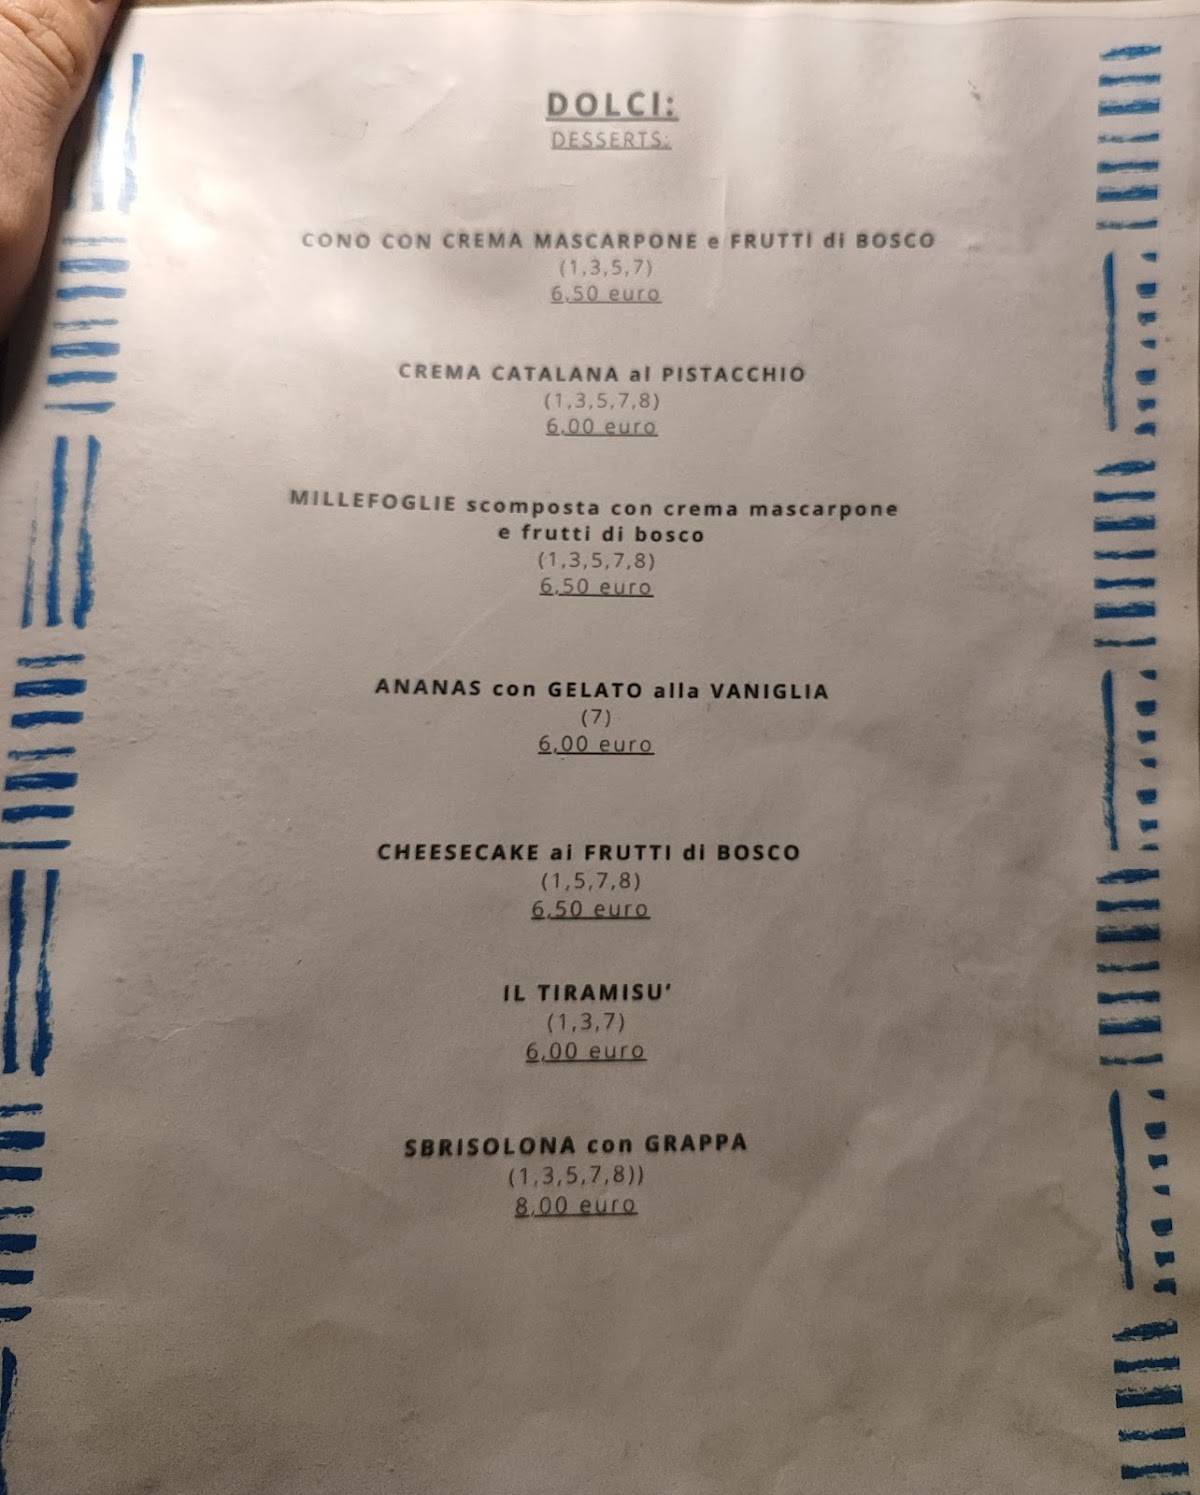 DOLCI:
DESSERTS:
CONO CON CREMA MASCARPONE e FRUTTI di BOSCO
(1,3,5,7)
6,50 euro
CREMA CATALANA al PISTACCHIO
(1,3,5,7,8)
6,00 euro
MILLEFOGLIE scomposta con crema mascarpone
e frutti di bosco
(1,3,5,7,8)
6,50 euro
ANANAS con GELATO alla VANIGLIA
(7)
6,00 euro
CHEESECAKE ai FRUTTI di BOSCO
(1,5,7,8)
6,50 euro
IL TIRAMISU'
(1,3,7)
6,00 euro
SBRISOLONA con GRAPPA
(1,3,5,7,8))
8,00 euro